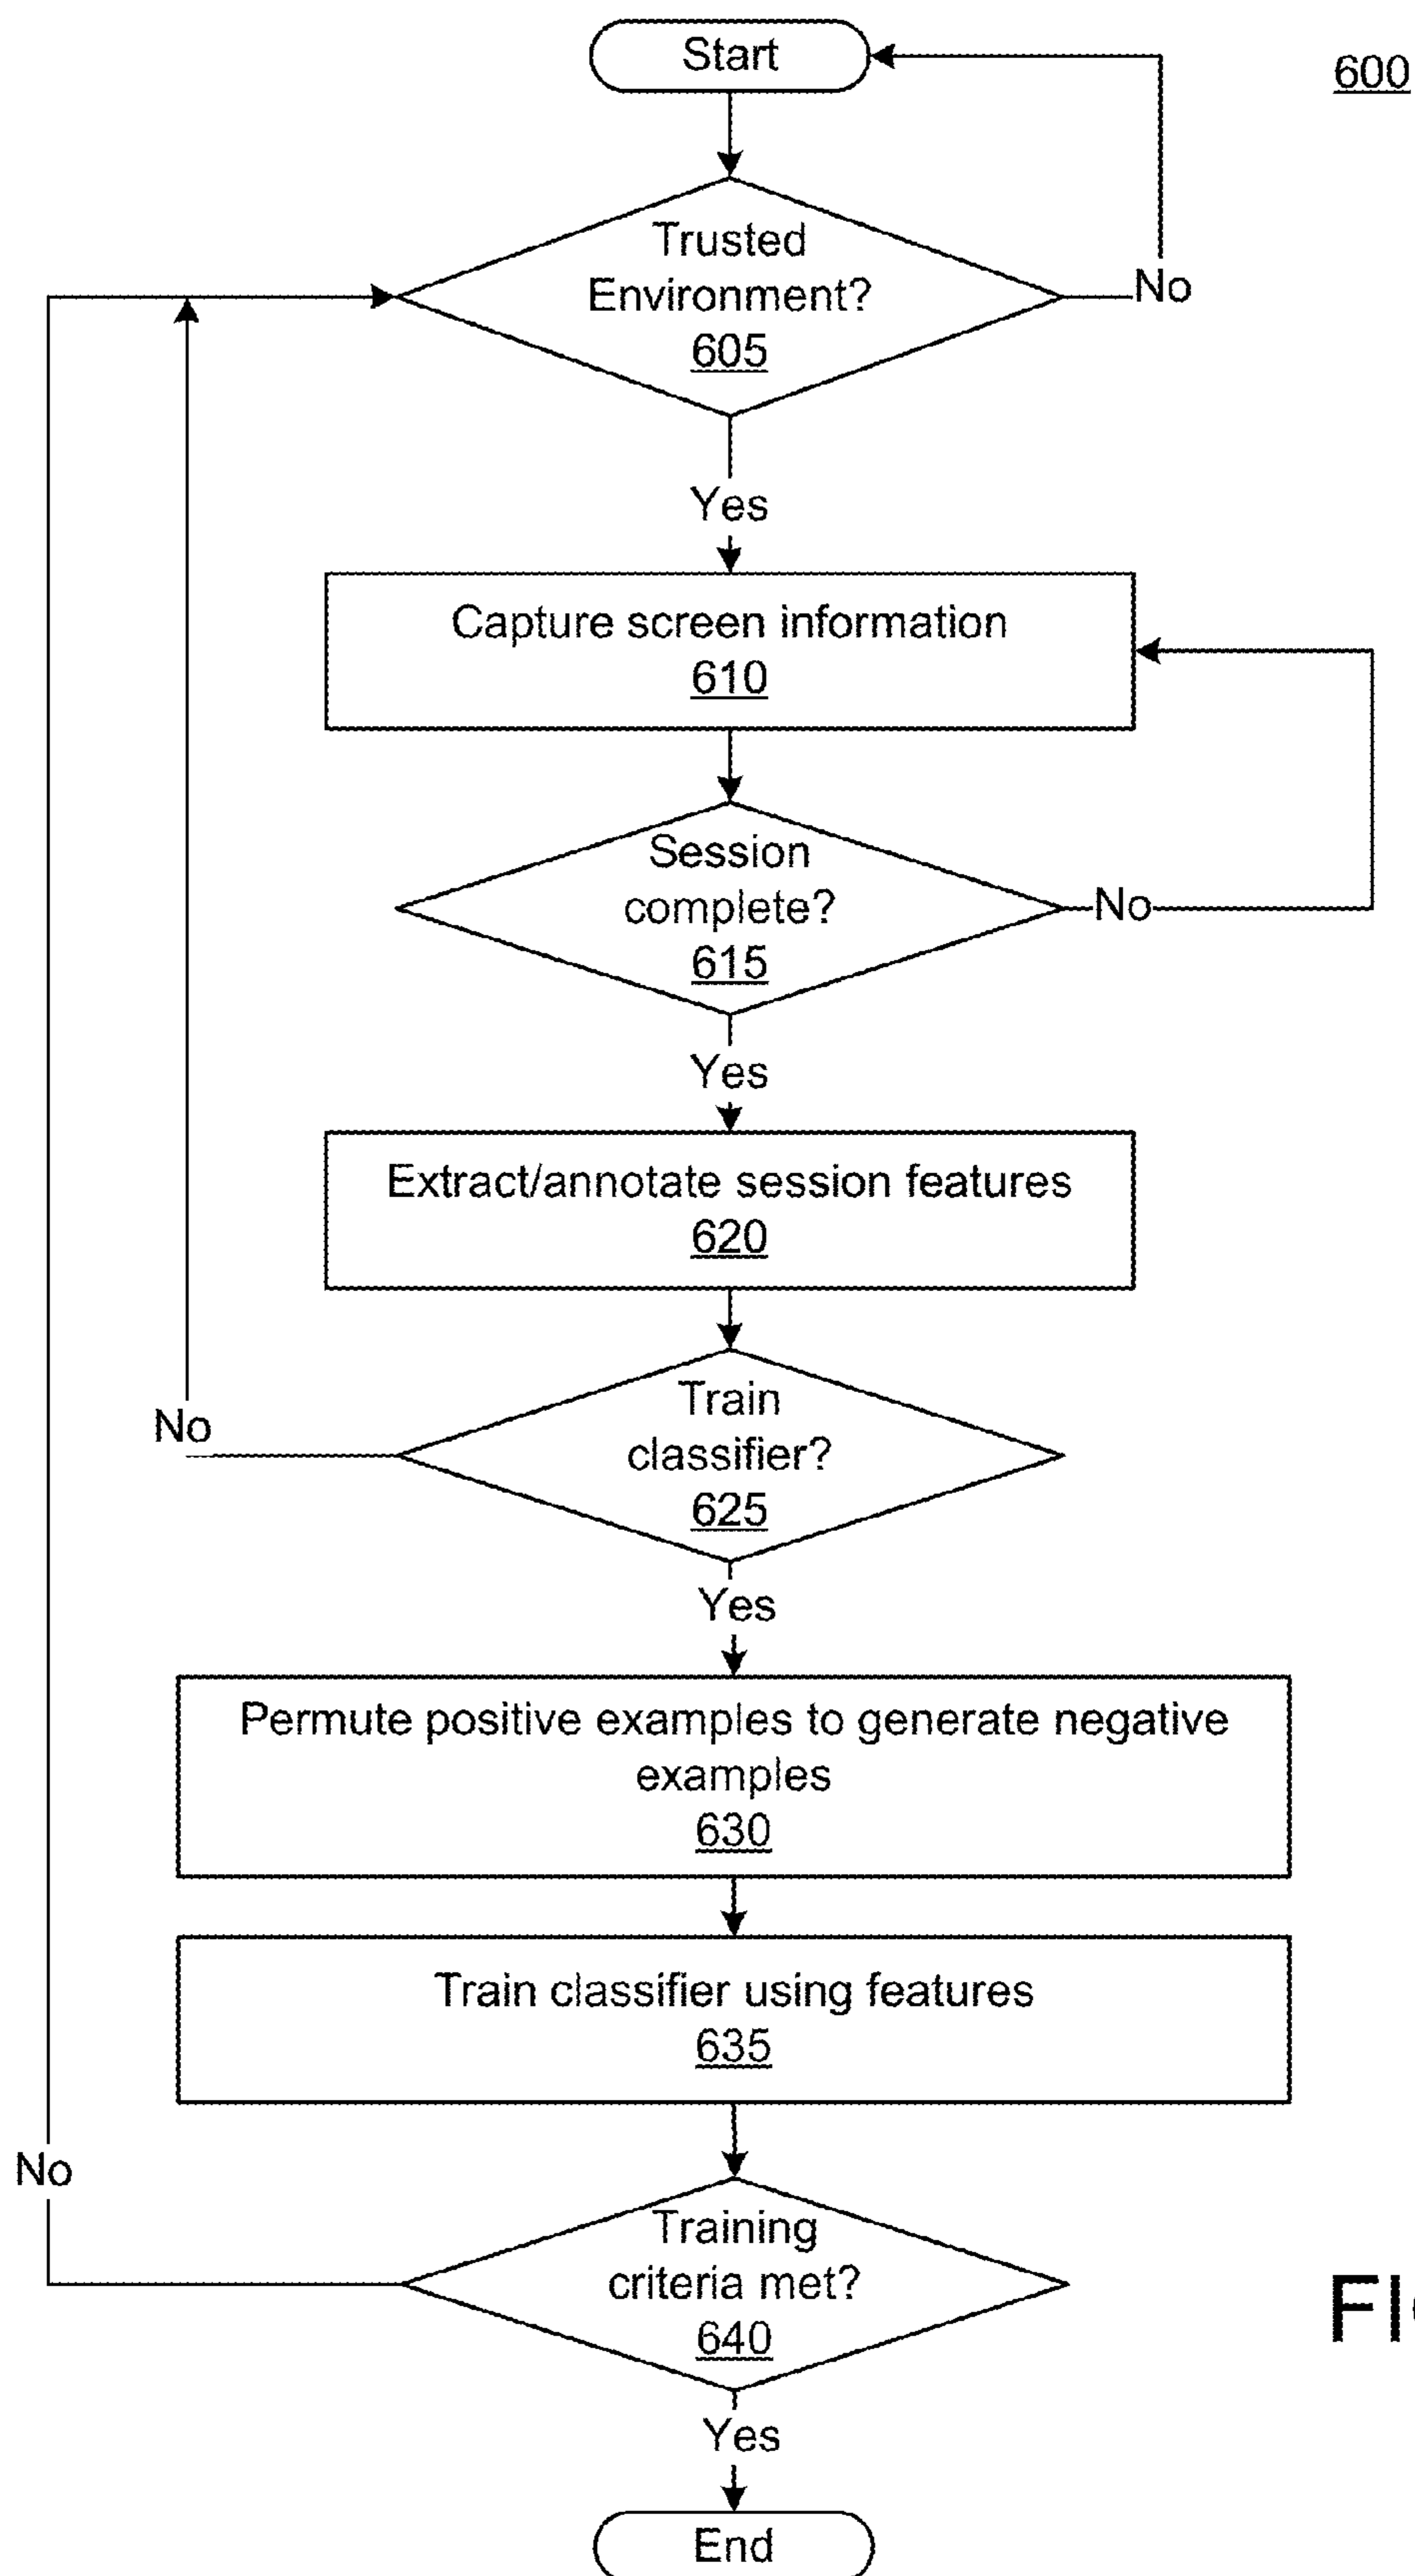 Start
600
Trusted
Environment?
605
No
Yes
Capture screen information
610
Session
complete?
615
No
Yes
Extract/annotate session features
620
Train
classifier?
625
No
Yes
Permute positive examples to generate negative
examples
630
Train classifier using features
635
No
Training
criteria met?
640
Yes
End